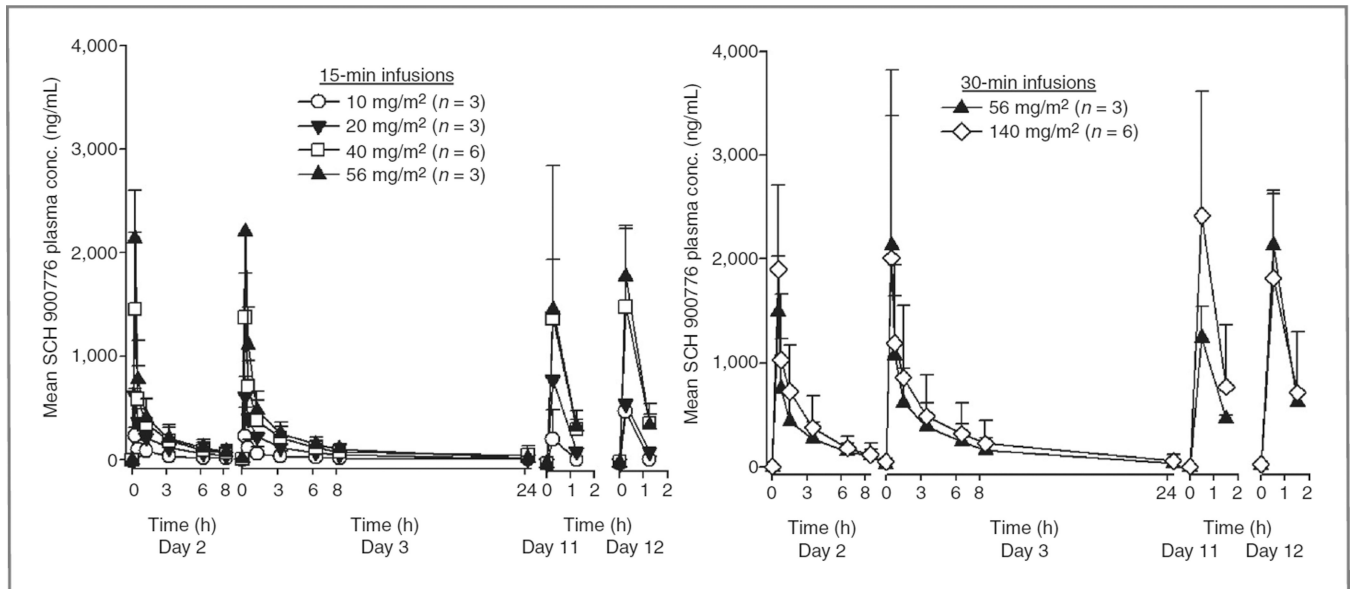 Mean SCH 900776 plasma conc. (ng/mL)
4,000
3,000
2,000
1,000
0
15-min infusions
10 mg/m² (n = 3)
20 mg/m² (n = 3)
40 mg/m² (n = 6)
56 mg/m² (n = 3)
0 3 6 8 0 3 6 8 24 0 1 2 0 1 2
Time (h) Time (h) Time (h)
Day 2 Day 3 Day 11 Day 12
Mean SCH 900776 plasma conc. (ng/mL)
4,000
3,000
2,000
1,000
0
30-min infusions
56 mg/m² (n = 3)
140 mg/m² (n = 6)
0 3 6 8 0 3 6 8 24 0 1 2 0 1 2
Time (h) Time (h) Time (h)
Day 2 Day 3 Day 11 Day 12